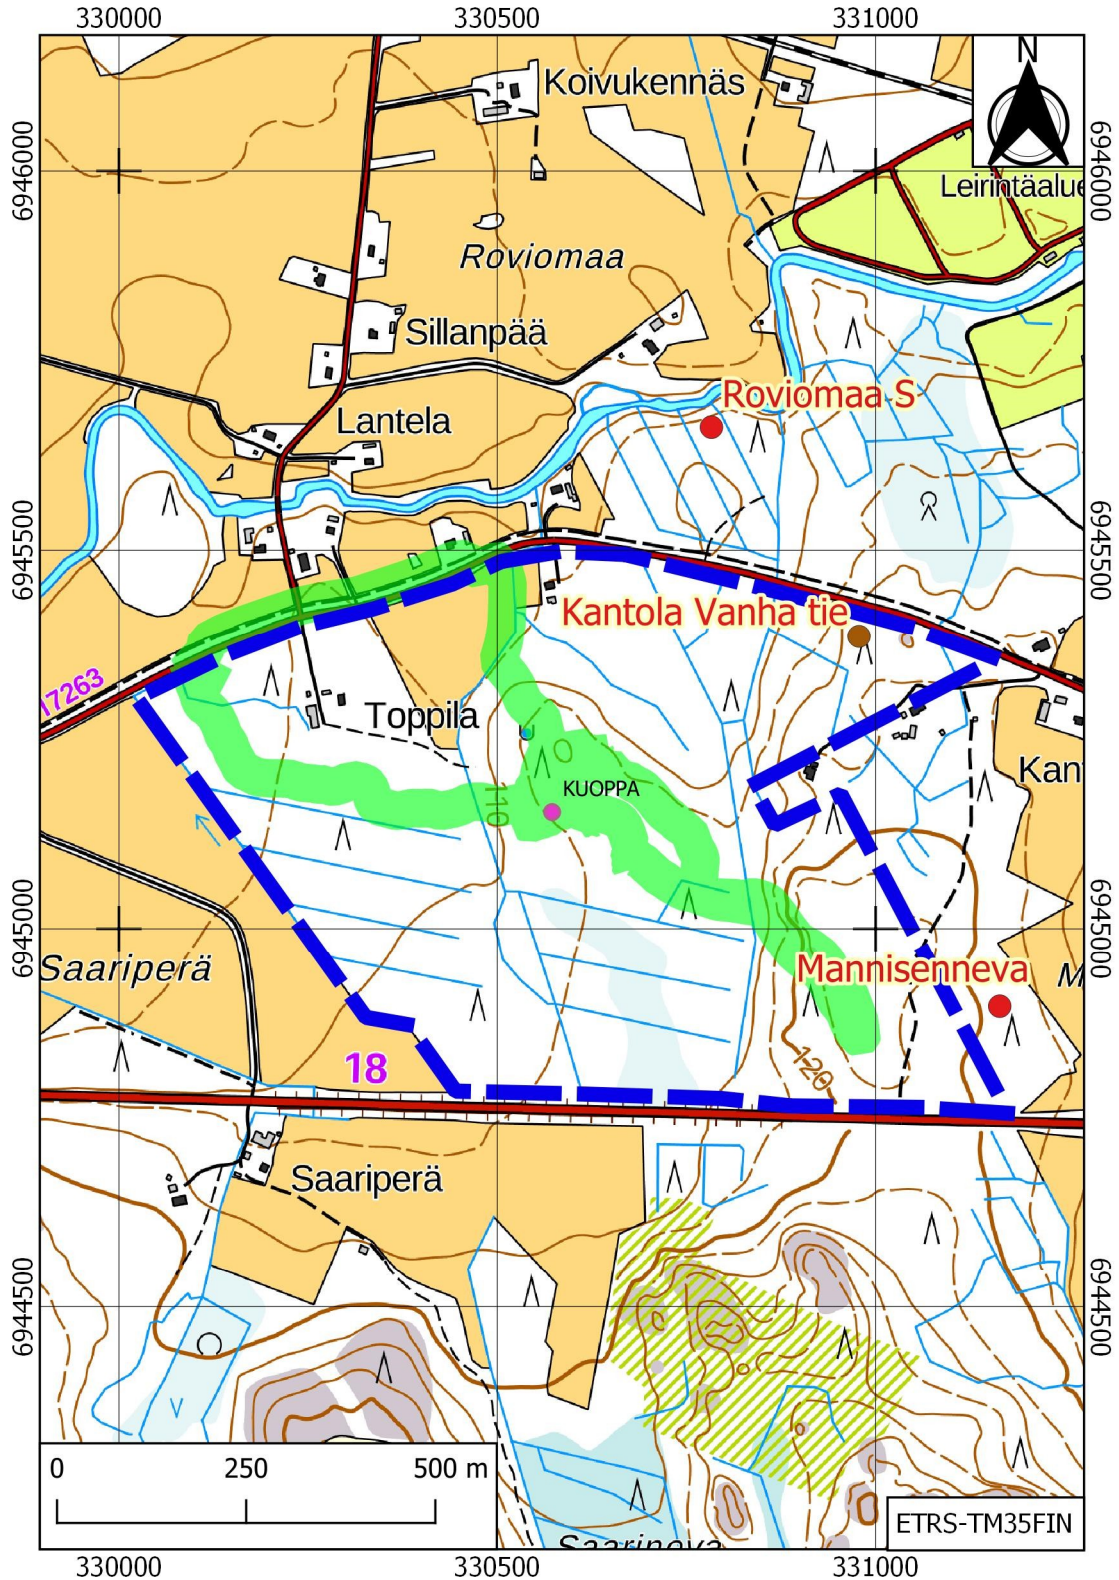 330000
330500
331000
N
Koivukennäs
6946000
6946000
Leirintäalue
Roviomaa
Sillanpää
Roviomaa S
Lantela
6945500
6945500
Kantola Vanha tie
17263
Toppila
Kan
KUOPPA
110
6945000
6945000
Saariperä
Mannisenneva
M
18
120
Saariperä
6944500
6944500
0
250
500 m
ETRS-TM35FIN
Saarineva
330000
330500
331000